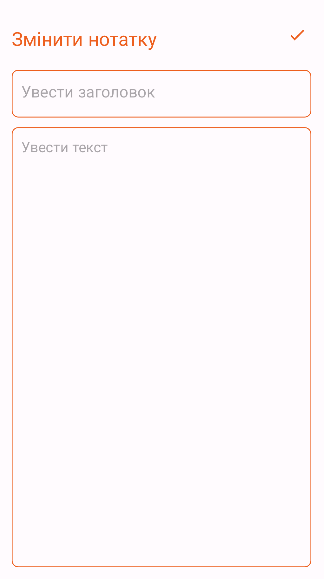 Змінити нотатку
Увести заголовок
Увести текст